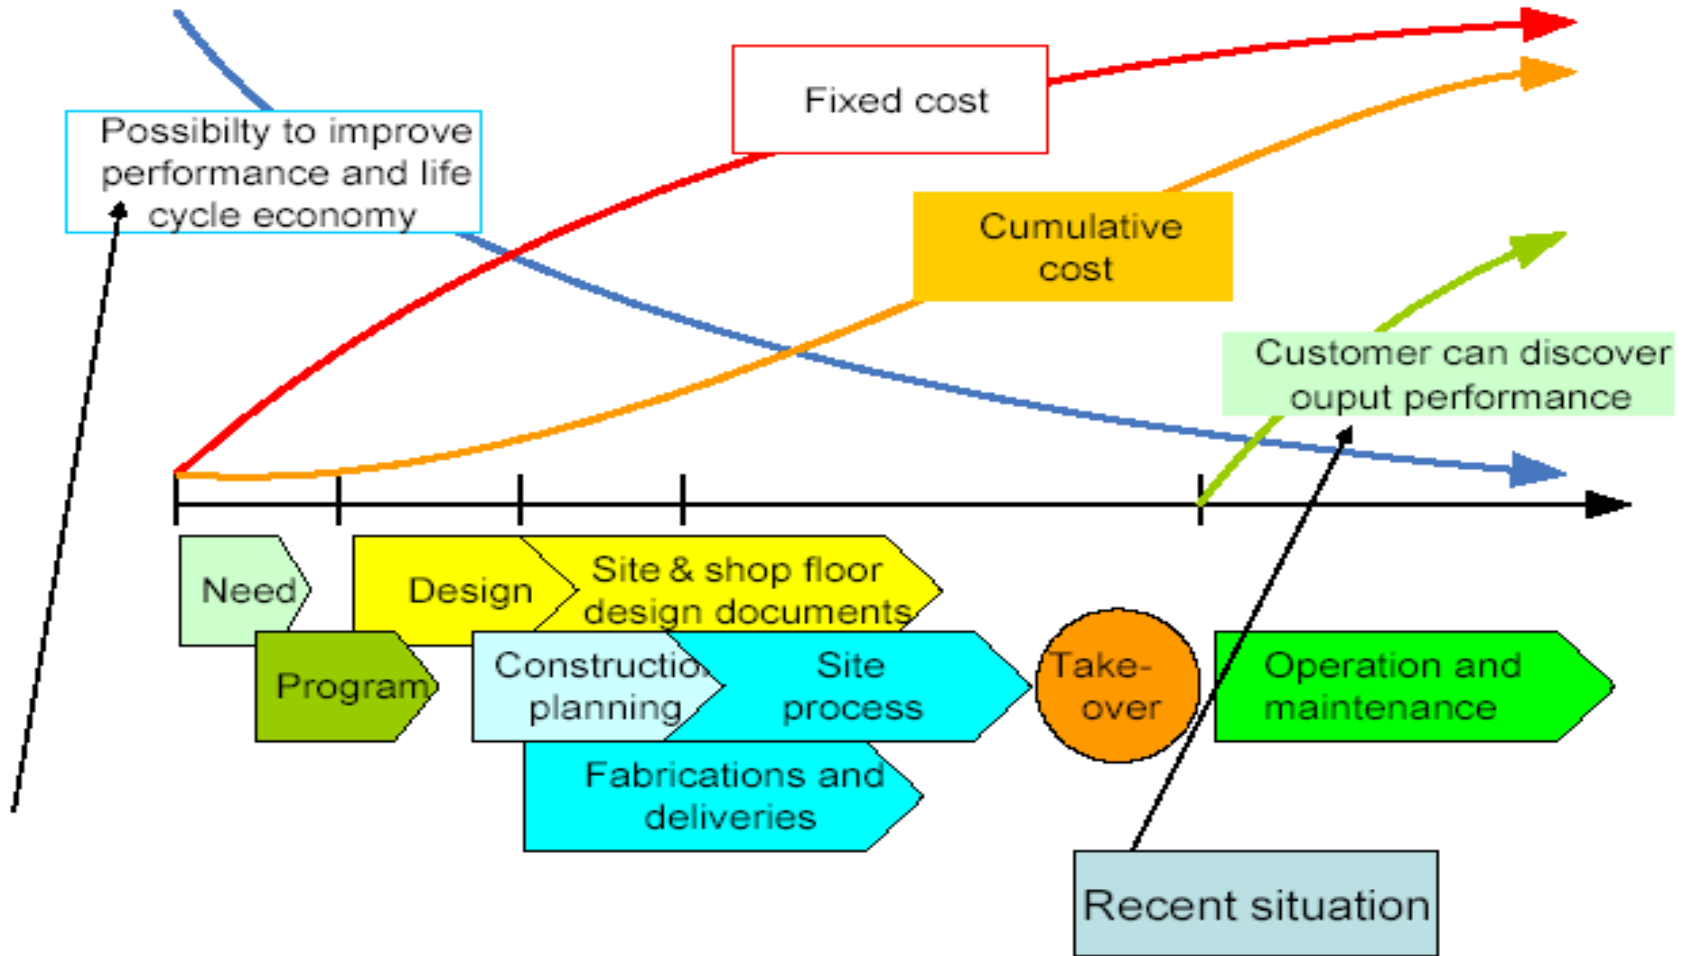 Fixed cost
Possibilty to improve
performance and life
cycle economy
Cumulative
cost
Customer can discover
ouput performance
Need
Design
Site & shop floor
design documents
Program
Construction
planning
Site
process
Take-
over
Operation and
maintenance
Fabrications and
deliveries
Recent situation